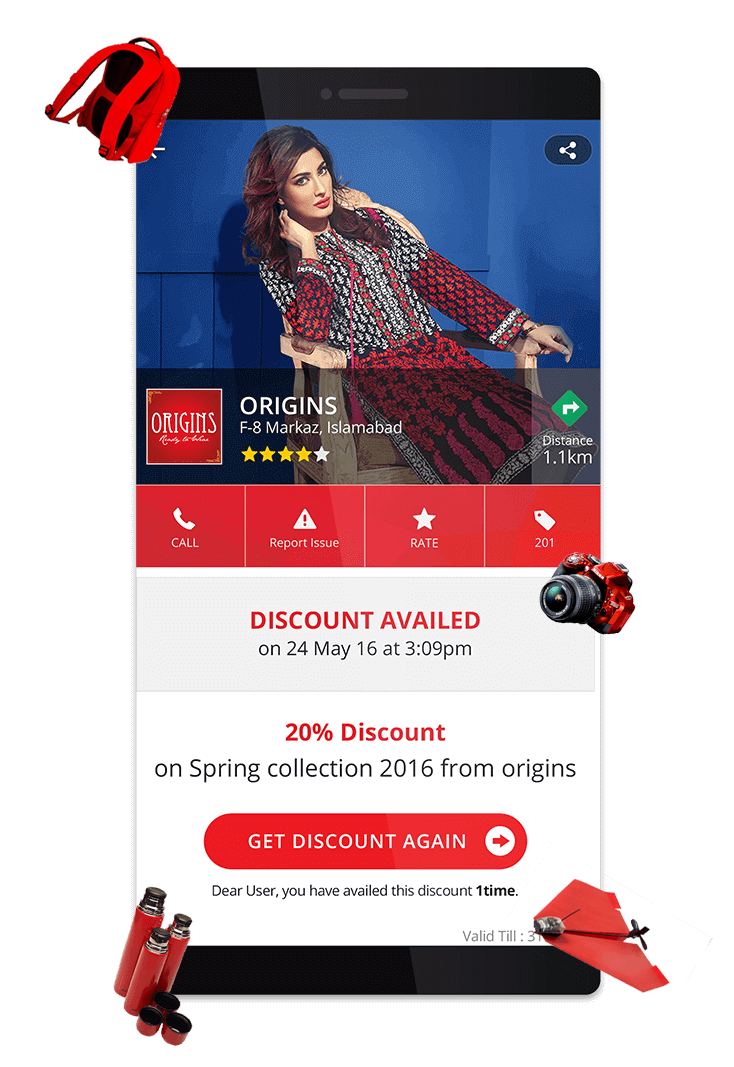 ORIGINS
Ready to Wear
ORIGINS
F-8 Markaz, Islamabad
Distance
1.1km
CALL
Report Issue
RATE
201
DISCOUNT AVAILED
on 24 May 16 at 3:09pm
20% Discount
on Spring collection 2016 from origins
GET DISCOUNT AGAIN
Dear User, you have availed this discount 1time.
Valid Till :